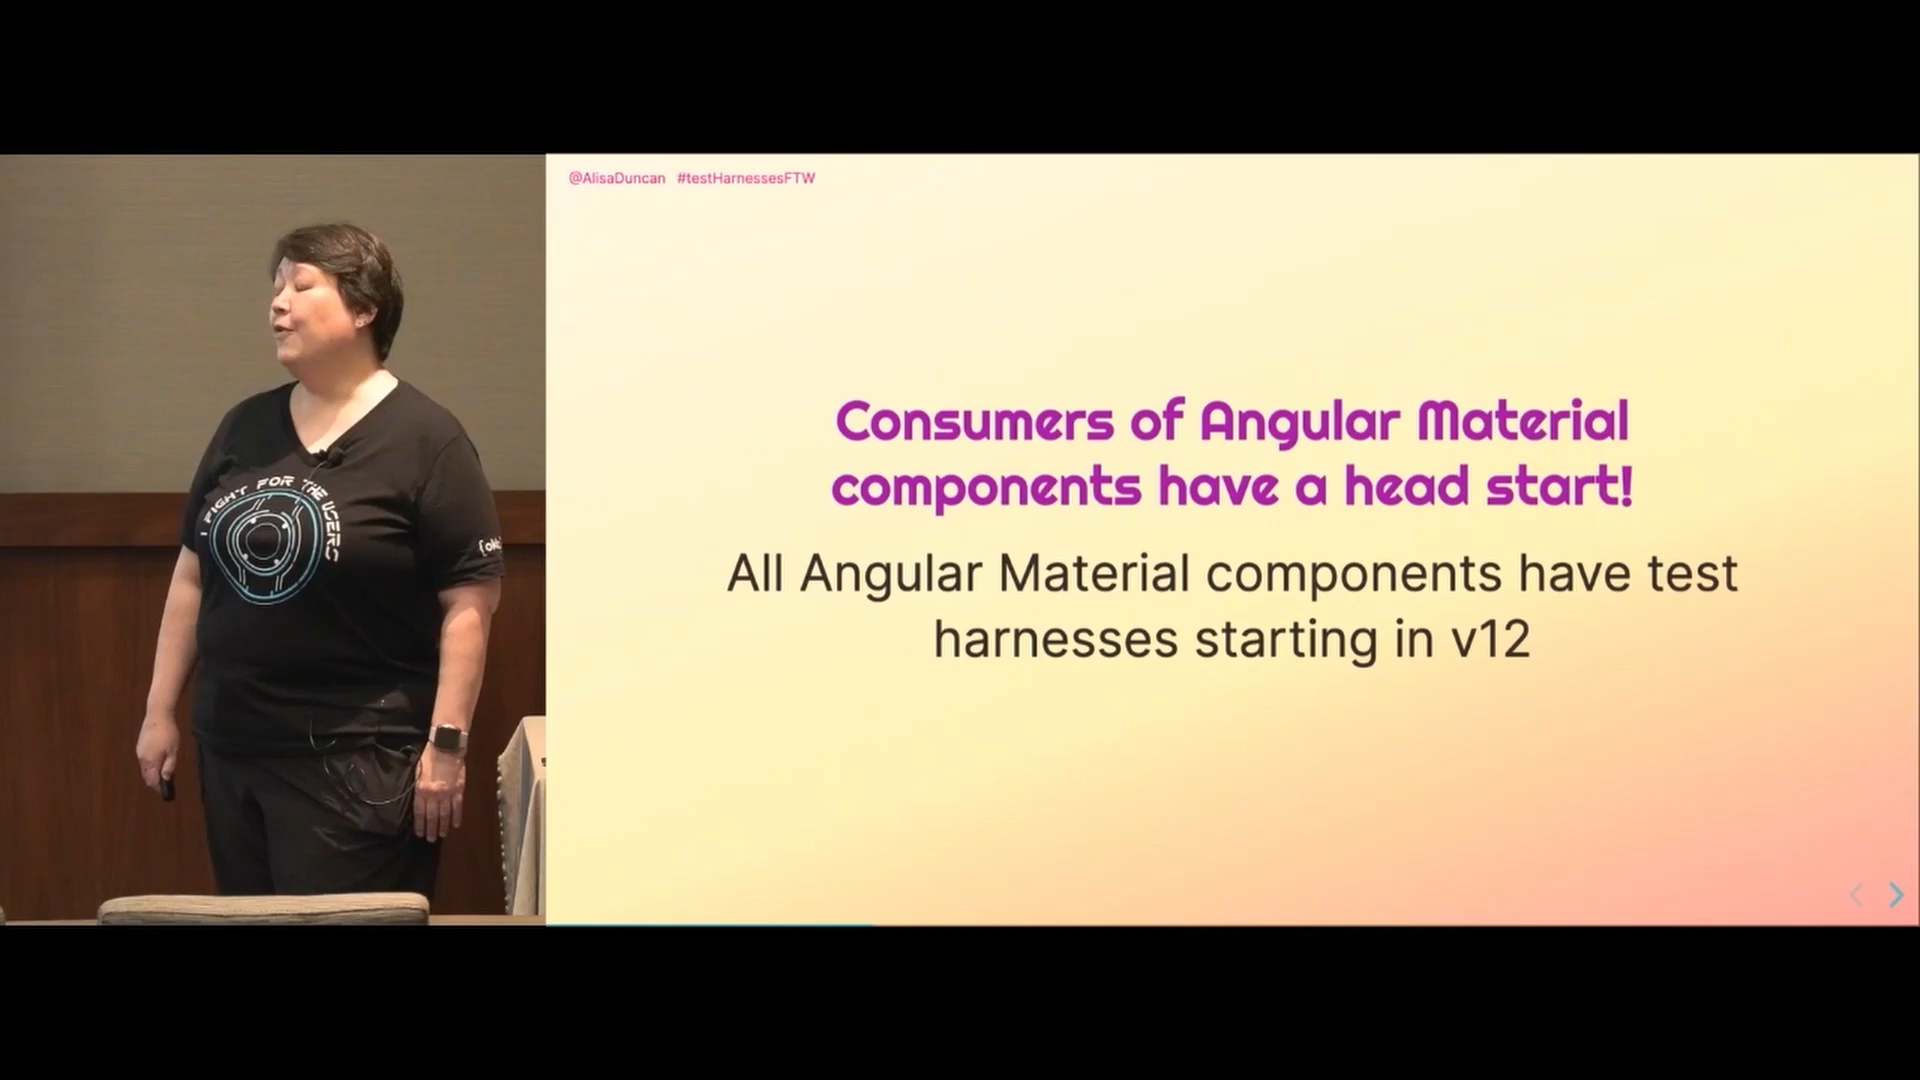 @AlisaDuncan #testHarnessesFTW
Consumers of Angular Material
components have a head start!
All Angular Material components have test
harnesses starting in v12
I FIGHT FOR THE USERS